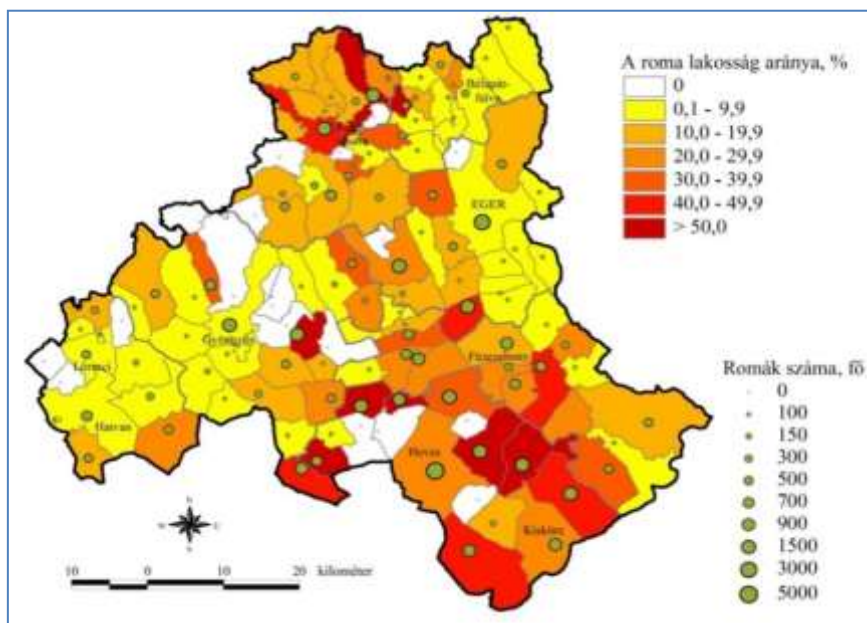 A roma lakosság aránya, %
0
0,1 - 9,9
10,0 - 19,9
20,0 - 29,9
30,0 - 39,9
40,0 - 49,9
> 50,0
EGER
Gyöngyös
Füzesabony
Lőrinci
Hatvan
Heves
Kisköre
Romák száma, fő
0
100
150
300
500
700
900
1500
3000
5000
10 0 10 20 kilométer